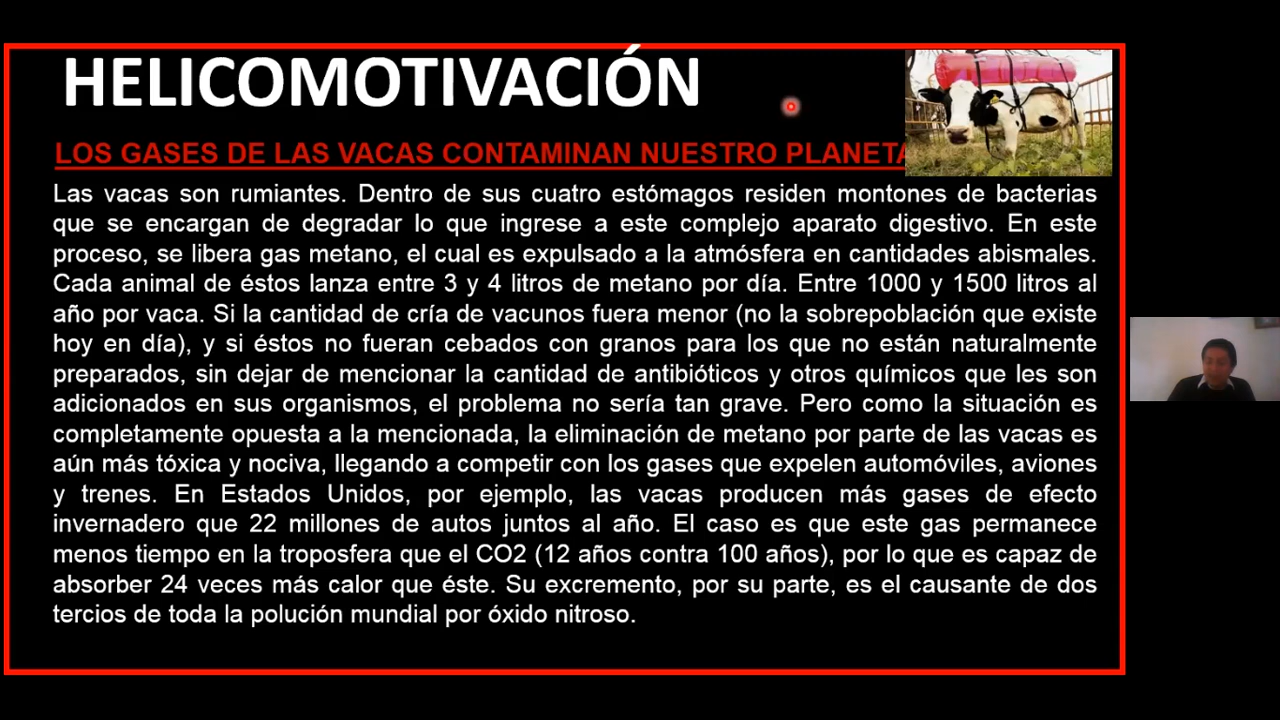 HELICOMOTIVACIÓN
LOS GASES DE LAS VACAS CONTAMINAN NUESTRO PLANETA
Las vacas son rumiantes. Dentro de sus cuatro estómagos residen montones de bacterias
que se encargan de degradar lo que ingrese a este complejo aparato digestivo. En este
proceso, se libera gas metano, el cual es expulsado a la atmósfera en cantidades abismales.
Cada animal de éstos lanza entre 3 y 4 litros de metano por día. Entre 1000 y 1500 litros al
año por vaca. Si la cantidad de cría de vacunos fuera menor (no la sobrepoblación que existe
hoy en día), y si éstos no fueran cebados con granos para los que no están naturalmente
preparados, sin dejar de mencionar la cantidad de antibióticos y otros químicos que les son
adicionados en sus organismos, el problema no sería tan grave. Pero como la situación es
completamente opuesta a la mencionada, la eliminación de metano por parte de las vacas es
aún más tóxica y nociva, llegando a competir con los gases que expelen automóviles, aviones
y trenes. En Estados Unidos, por ejemplo, las vacas producen más gases de efecto
invernadero que 22 millones de autos juntos al año. El caso es que este gas permanece
menos tiempo en la troposfera que el CO2 (12 años contra 100 años), por lo que es capaz de
absorber 24 veces más calor que éste. Su excremento, por su parte, es el causante de dos
tercios de toda la polución mundial por óxido nitroso.